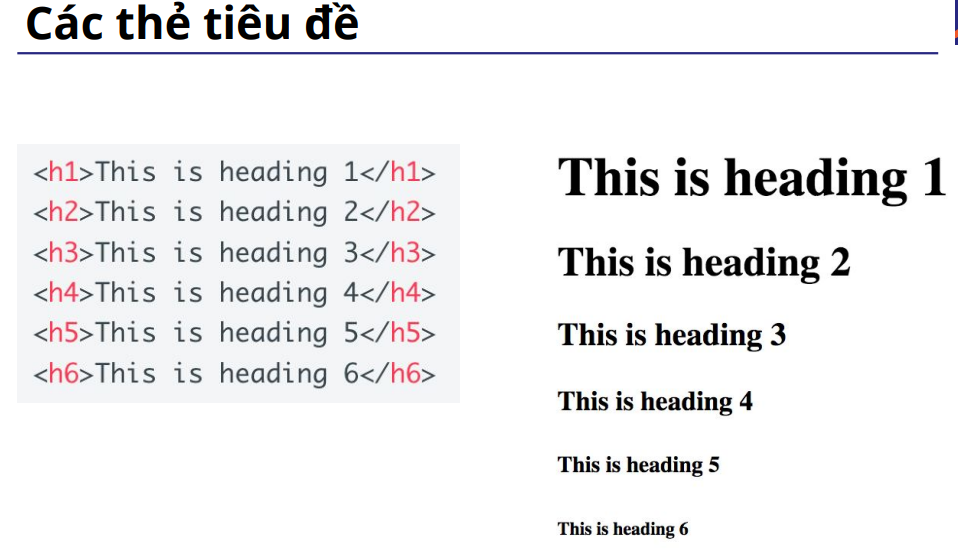 Các thẻ tiêu đề
<h1>This is heading 1</h1>
<h2>This is heading 2</h2>
<h3>This is heading 3</h3>
<h4>This is heading 4</h4>
<h5>This is heading 5</h5>
<h6>This is heading 6</h6>
This is heading 1
This is heading 2
This is heading 3
This is heading 4
This is heading 5
This is heading 6